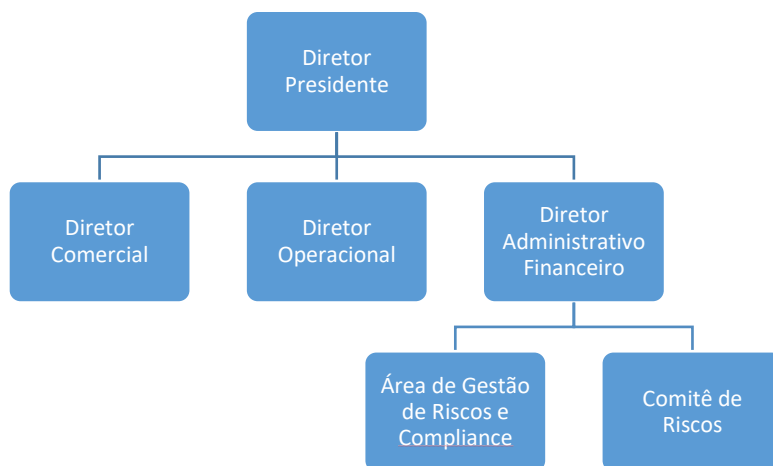 Diretor
Presidente
Diretor
Comercial
Diretor
Operacional
Diretor
Administrativo
Financeiro
Área de Gestão
de Riscos e
Compliance
Comitê de
Riscos